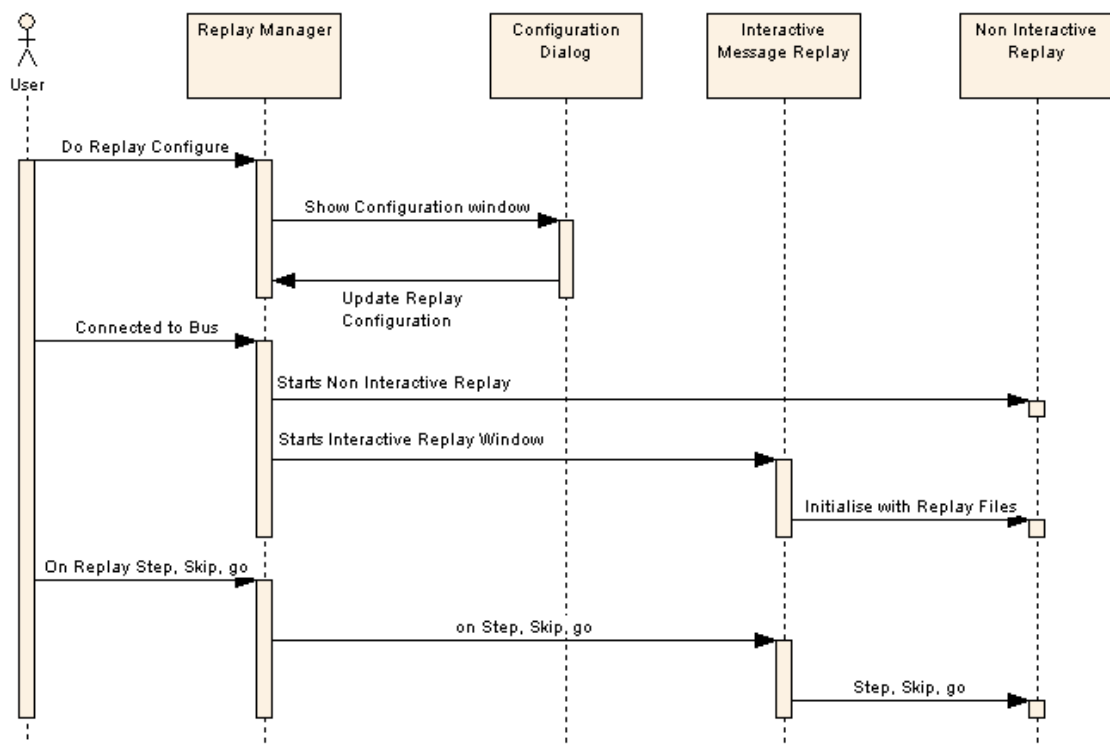 Replay Manager
Configuration
Dialog
Interactive
Message Replay
Non Interactive
Replay
User
Do Replay Configure
Show Configuration window
Update Replay
Configuration
Connected to Bus
Starts Non Interactive Replay
Starts Interactive Replay Window
Initialise with Replay Files
On Replay Step, Skip, go
on Step, Skip, go
Step, Skip, go